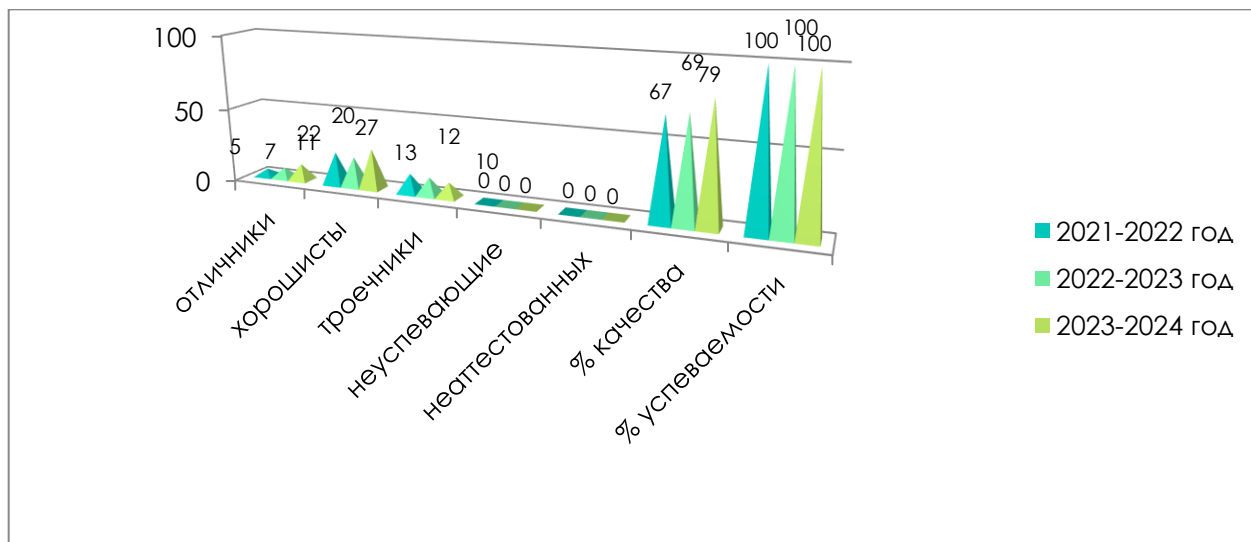 100
50
0
5
7
11
22
20
27
13
12
10
0
0
0
0
0
0
67
69
79
100
100
100
отличники
хорошисты
троечники
неуспевающие
неаттестованных
% качества
% успеваемости
2021-2022 год
2022-2023 год
2023-2024 год